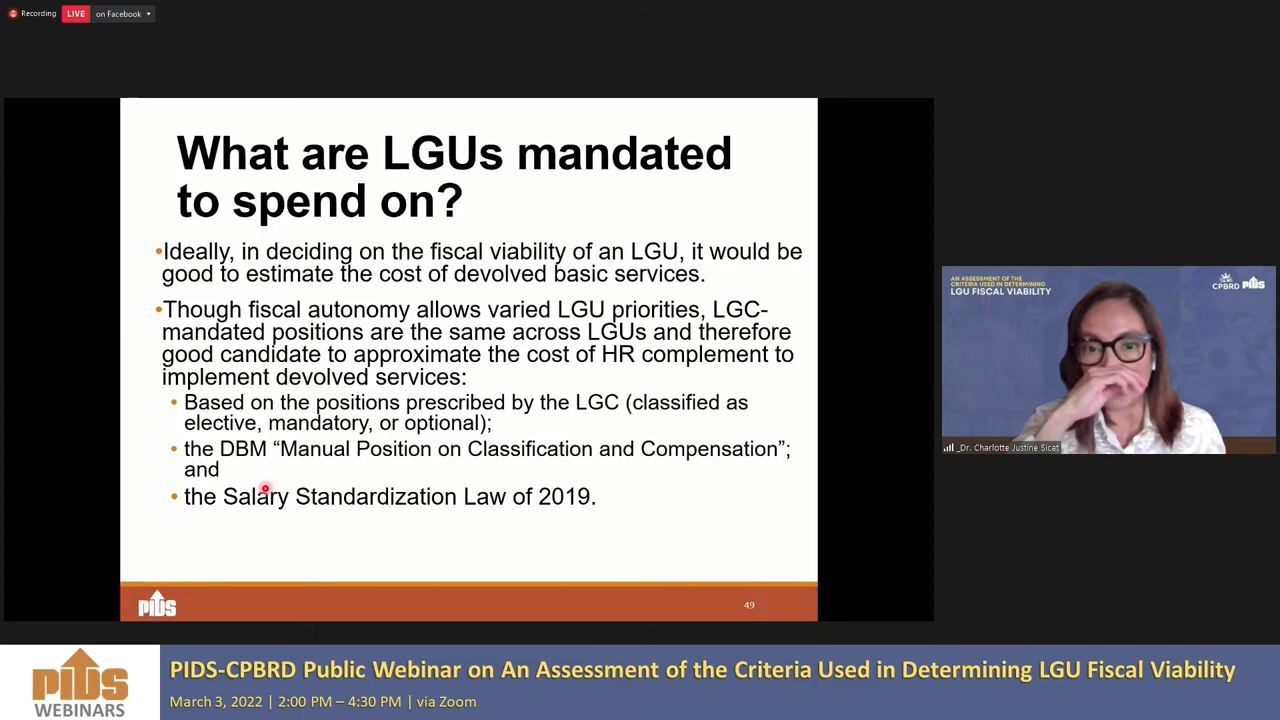 Recording
LIVE
on Facebook
What are LGUs mandated
to spend on?
•Ideally, in deciding on the fiscal viability of an LGU, it would be
good to estimate the cost of devolved basic services.
•Though fiscal autonomy allows varied LGU priorities, LGC-
mandated positions are the same across LGUs and therefore
good candidate to approximate the cost of HR complement to
implement devolved services:
• Based on the positions prescribed by the LGC (classified as
elective, mandatory, or optional);
• the DBM “Manual Position on Classification and Compensation”;
and
• the Salary Standardization Law of 2019.
PIDS
49
AN ASSESSMENT OF THE
CRITERIA USED IN DETERMINING
LGU FISCAL VIABILITY
CPBRD PIDS
_Dr. Charlotte Justine Sicat
PIDS
WEBINARS
PIDS-CPBRD Public Webinar on An Assessment of the Criteria Used in Determining LGU Fiscal Viability
March 3, 2022 | 2:00 PM – 4:30 PM | via Zoom